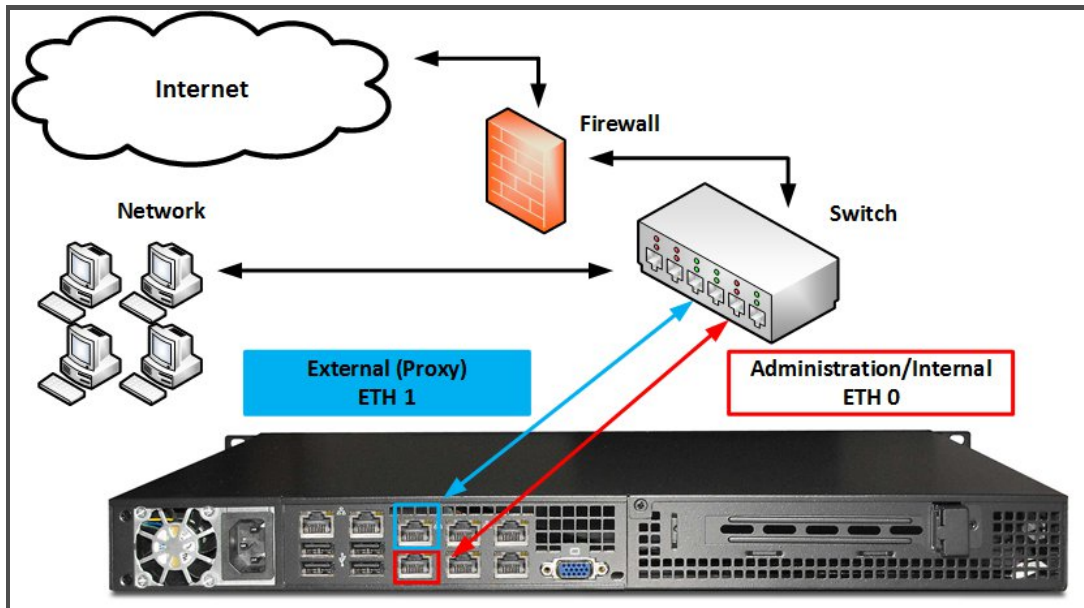 Internet
Firewall
Network
Switch
External (Proxy)
ETH 1
Administration/Internal
ETH 0